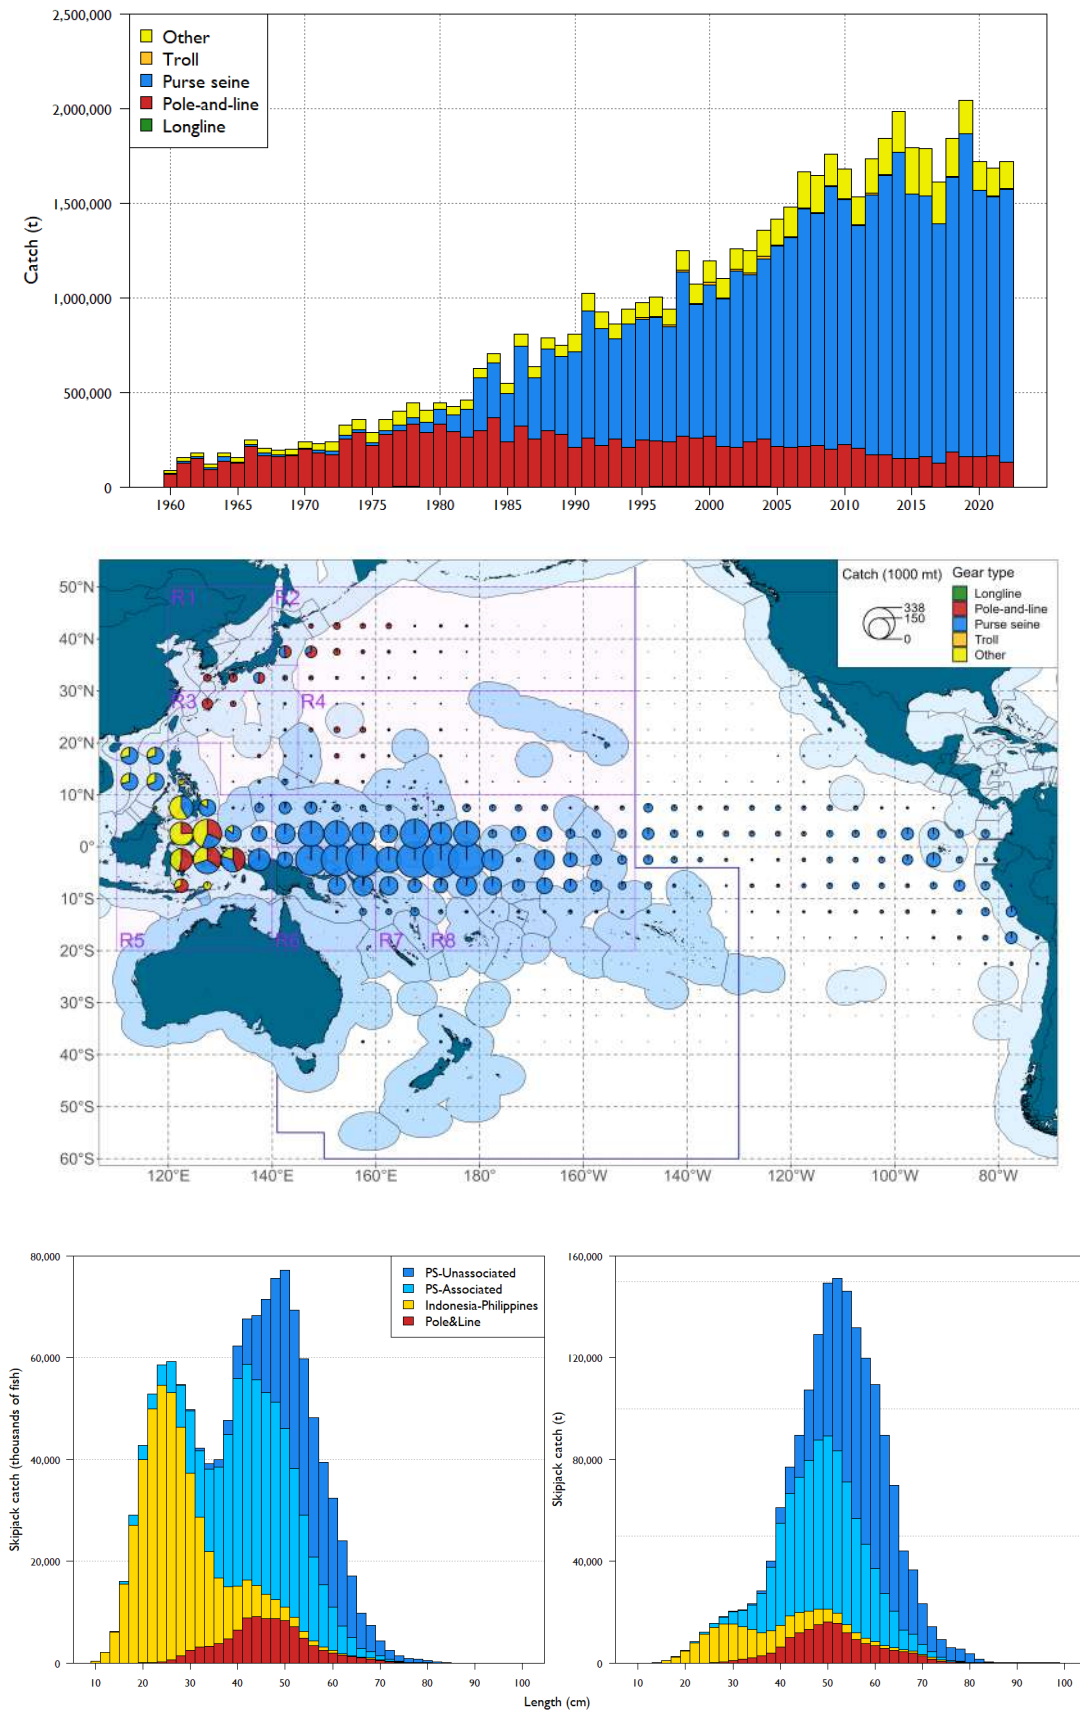 2,500,000
2,000,000
1,500,000
1,000,000
500,000
0
Catch (t)
Other
Troll
Purse seine
Pole-and-line
Longline
1960 1965 1970 1975 1980 1985 1990 1995 2000 2005 2010 2015 2020
50°N
40°N
30°N
20°N
10°N
0°
10°S
20°S
30°S
40°S
50°S
60°S
R1 R2
R3 R4
R5 R6 R7 R8
Catch (1000 mt)
338
150
0
Gear type
Longline
Pole-and-line
Purse seine
Troll
Other
120°E 140°E 160°E 180° 160°W 140°W 120°W 100°W 80°W
80,000
60,000
40,000
20,000
0
Skipjack catch (thousands of fish)
PS-Unassociated
PS-Associated
Indonesia-Philippines
Pole&Line
10 20 30 40 50 60 70 80 90 100
160,000
120,000
80,000
40,000
0
Skipjack catch (t)
10 20 30 40 50 60 70 80 90 100
Length (cm)